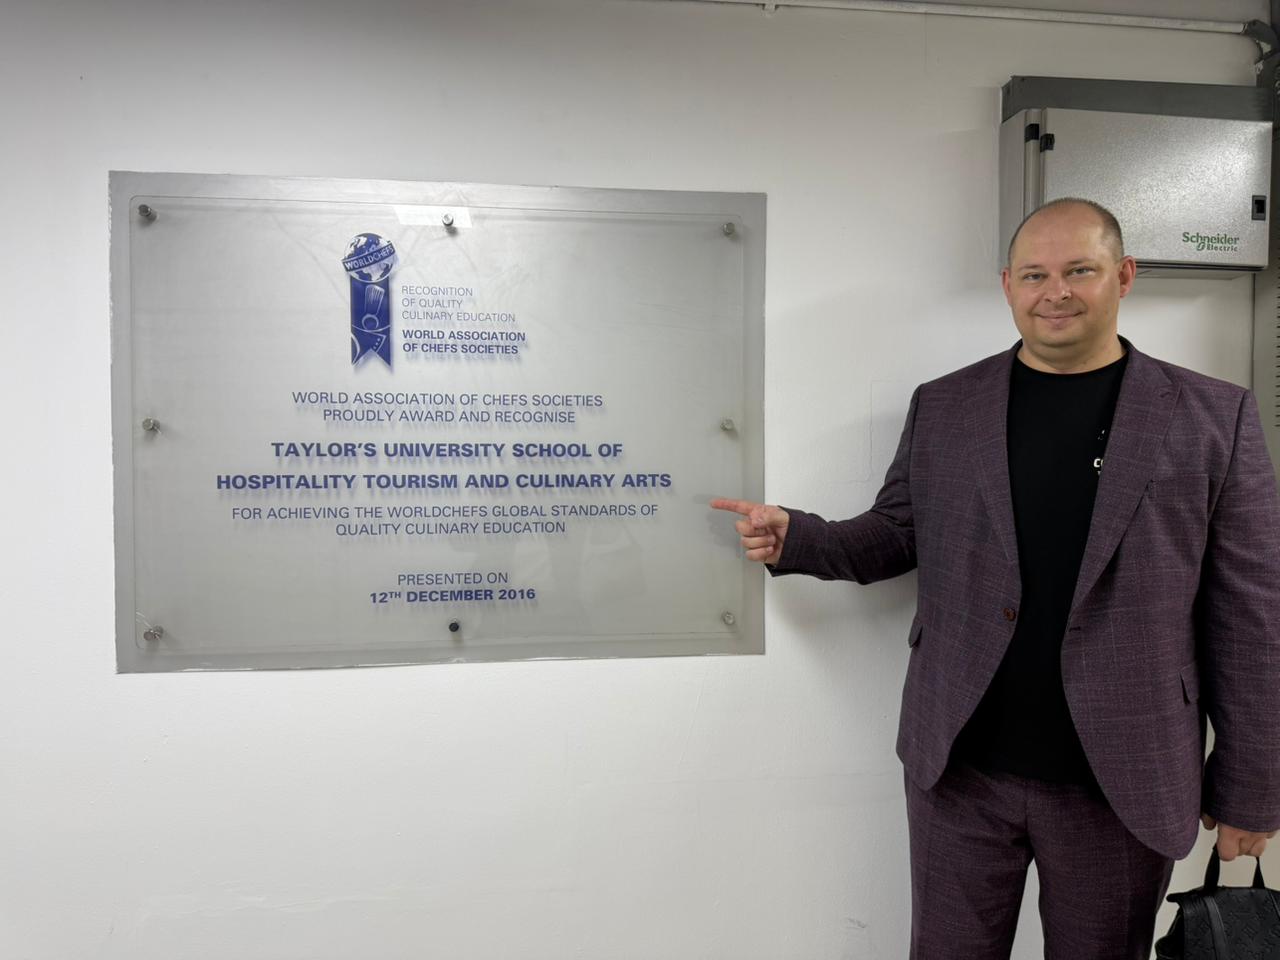 WORLDCHEFS
RECOGNITION
OF QUALITY
CULINARY EDUCATION
WORLD ASSOCIATION
OF CHEFS SOCIETIES
WORLD ASSOCIATION OF CHEFS SOCIETIES
PROUDLY AWARD AND RECOGNISE
TAYLOR'S UNIVERSITY SCHOOL OF
HOSPITALITY TOURISM AND CULINARY ARTS
FOR ACHIEVING THE WORLDCHEFS GLOBAL STANDARDS OF
QUALITY CULINARY EDUCATION
PRESENTED ON
12TH DECEMBER 2016
Schneider
Electric